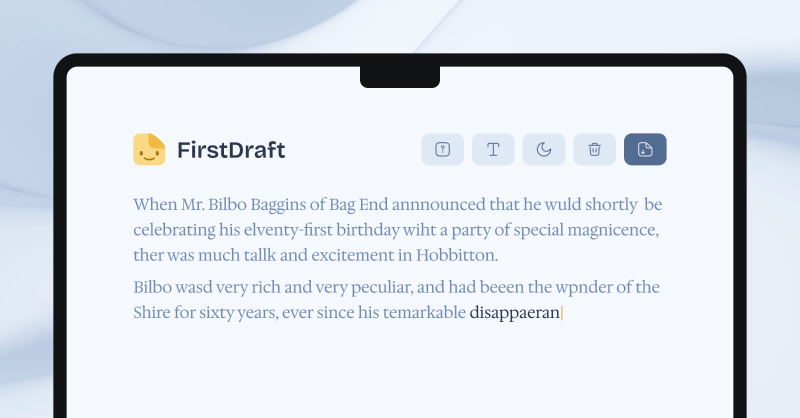 FirstDraft
When Mr. Bilbo Baggins of Bag End annnounced that he wuld shortly  be
celebrating his elventy-first birthday wiht a party of special magnicence,
ther was much tallk and excitement in Hobbitton.
Bilbo wasd very rich and very peculiar, and had beeen the wpnder of the
Shire for sixty years, ever since his temarkable disappaeran